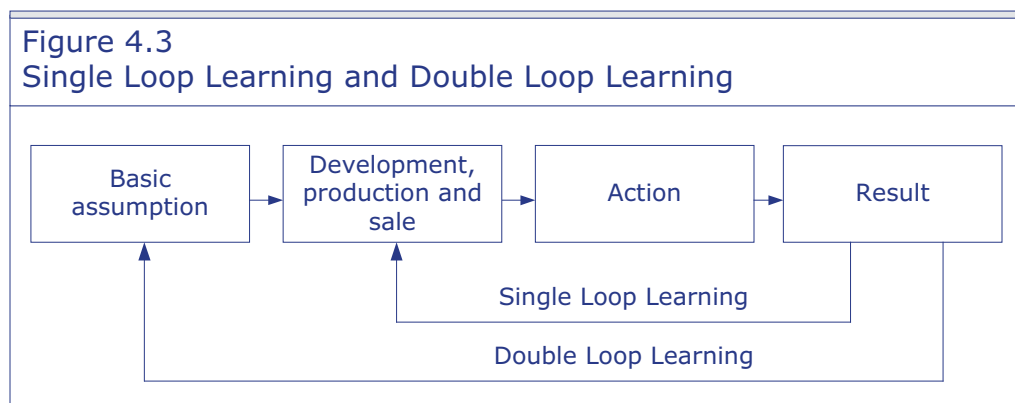 Figure 4.3
Single Loop Learning and Double Loop Learning
Basic
assumption
Development,
production and
sale
Action
Result
Single Loop Learning
Double Loop Learning